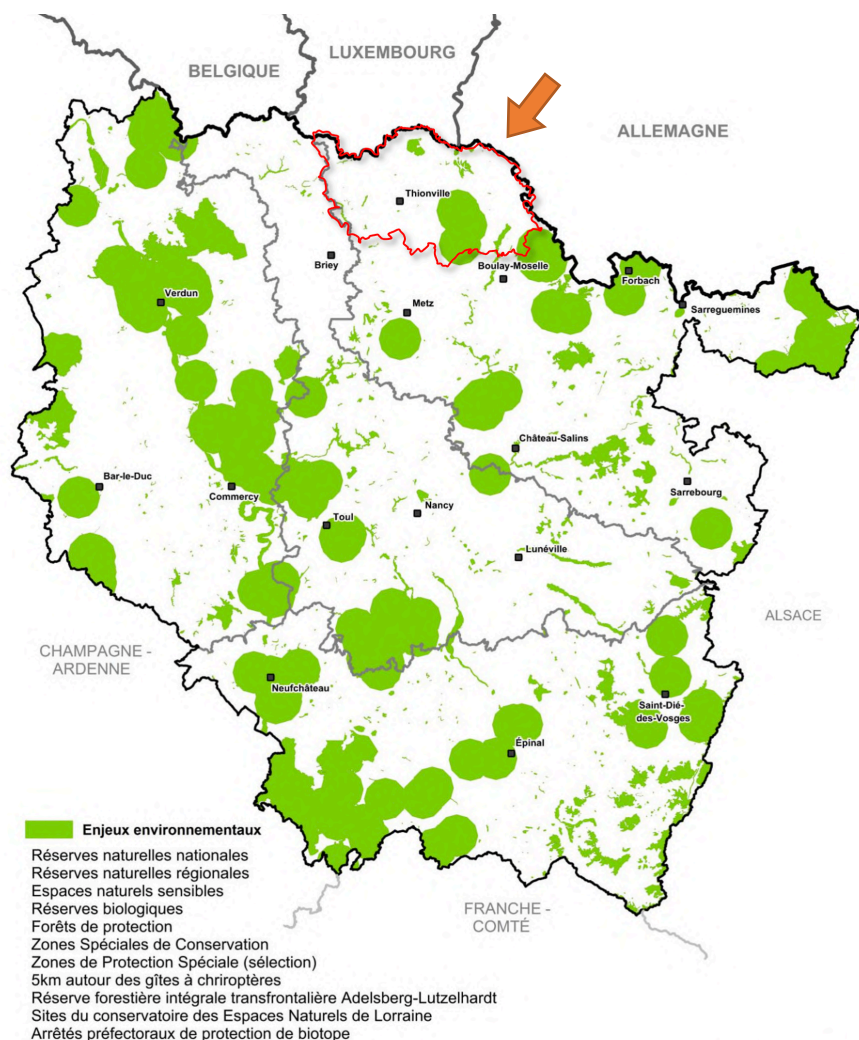 LUXEMBOURG
BELGIQUE
ALLEMAGNE
Thionville
Briey
Boulay-Moselle
Forbach
Verdun
Metz
Sarreguemines
Château-Salins
Bar-le-Duc
Commercy
Sarrebourg
Nancy
Toul
Lunéville
ALSACE
CHAMPAGNE -
ARDENNE
Neufchâteau
Saint-Dié-
des-Vosges
Épinal
Enjeux environnementaux
Réserves naturelles nationales
Réserves naturelles régionales
Espaces naturels sensibles
Réserves biologiques
Forêts de protection
Zones Spéciales de Conservation
Zones de Protection Spéciale (sélection)
5km autour des gîtes à chriroptères
Réserve forestière intégrale transfrontalière Adelsberg-Lutzelhardt
Sites du conservatoire des Espaces Naturels de Lorraine
Arrêtés préfectoraux de protection de biotope
FRANCHE -
COMTÉ